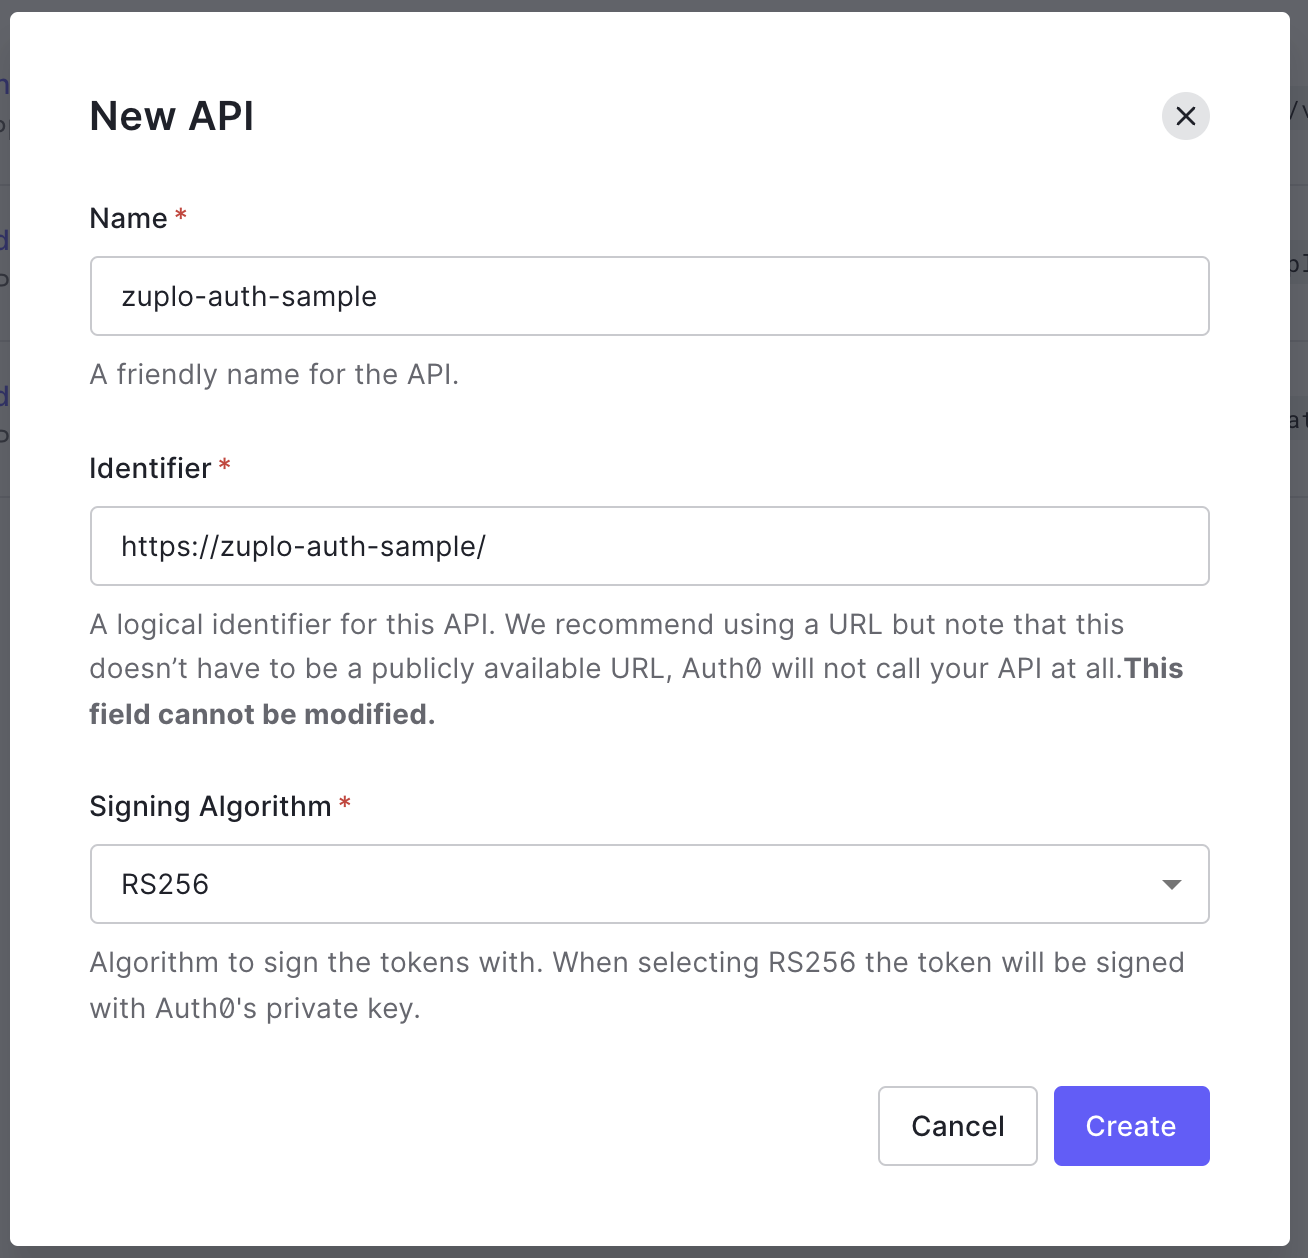 New API
Name *
zuplo-auth-sample
A friendly name for the API.
Identifier *
https://zuplo-auth-sample/
A logical identifier for this API. We recommend using a URL but note that this
doesn’t have to be a publicly available URL, Auth0 will not call your API at all.This
field cannot be modified.
Signing Algorithm *
RS256
Algorithm to sign the tokens with. When selecting RS256 the token will be signed
with Auth0's private key.
Cancel
Create